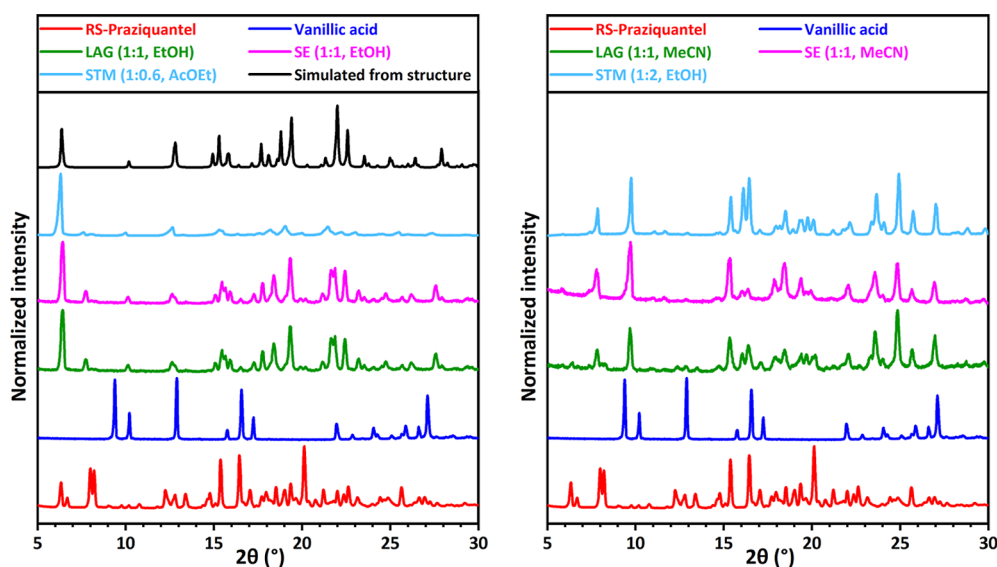 RS-Praziquantel Vanillic acid
LAG (1:1, EtOH) SE (1:1, EtOH)
STM (1:0.6, AcOEt) Simulated from structure
Normalized intensity
5 10 15 20 25 30
2θ (°)
RS-Praziquantel Vanillic acid
LAG (1:1, MeCN) SE (1:1, MeCN)
STM (1:2, EtOH)
Normalized intensity
5 10 15 20 25 30
2θ (°)